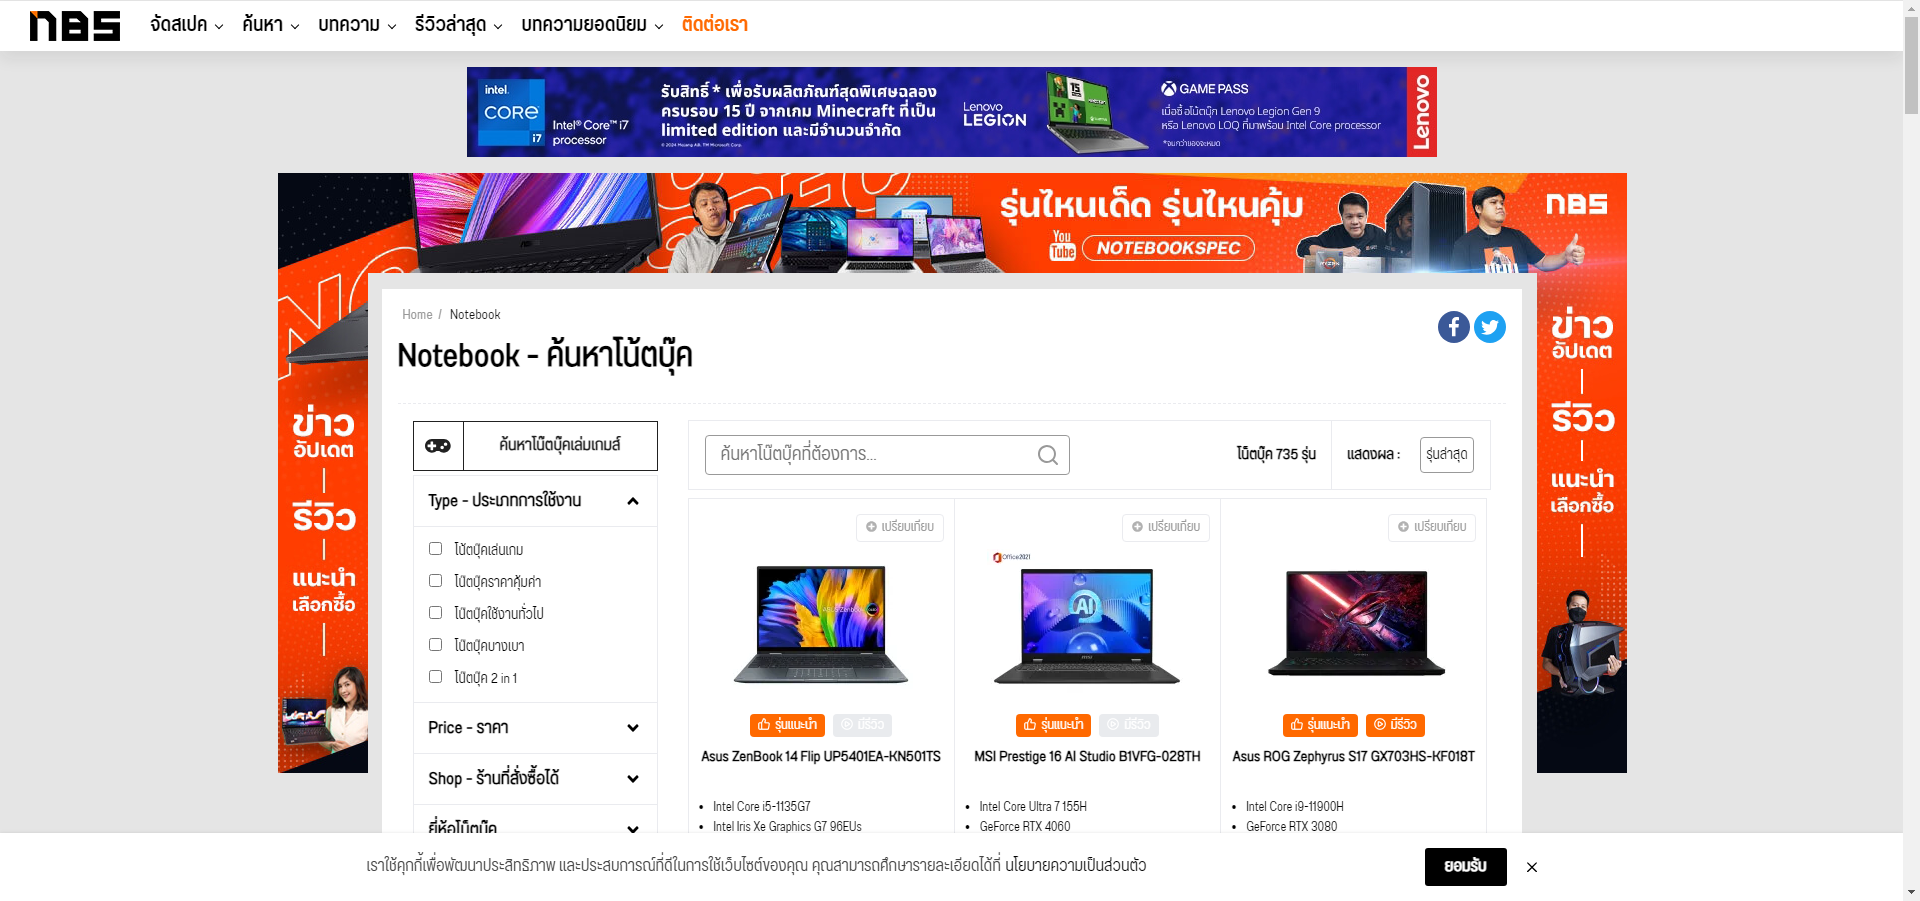 nBS
จัดสเปค
ค้นหา
บทความ
รีวิวล่าสุด
บทความยอดนิยม
ติดต่อเรา
intel.
CORE
i7
Intel® Core™ i7
processor
รับสิทธิ์ * เพื่อรับผลิตภัณฑ์สุดพิเศษฉลอง
ครบรอบ 15 ปี จากเกม Minecraft ที่เป็น
limited edition และมีจำนวนจำกัด
Lenovo
LEGION
15
XBOX GAME PASS
เมื่อซื้อโน้ตบุ๊ก Lenovo Legion Gen 9
หรือ Lenovo LOQ ที่มาพร้อม Intel Core processor
*จนกว่าของจะหมด
Lenovo
รุ่นไหนเด็ด รุ่นไหนคุ้ม
You
Tube
NOTEBOOKSPEC
nBS
ข่าว
อัปเดต
รีวิว
แนะนำ
เลือกซื้อ
ข่าว
อัปเดต
รีวิว
แนะนำ
เลือกซื้อ
Home / Notebook
Notebook - ค้นหาโน้ตบุ๊ค
ค้นหาโน๊ตบุ๊คเล่มเกมส์
ค้นหาโน๊ตบุ๊คที่ต้องการ...
โน็ตบุ๊ค 735 รุ่น
แสดงผล :
รุ่นล่าสุด
Type - ประเภทการใช้งาน
โน้ตบุ๊คเล่นเกม
โน๊ตบุ๊คราคาคุ้มค่า
โน๊ตบุ๊คใช้งานทั่วไป
โน๊ตบุ๊คบางเบา
โน๊ตบุ๊ค 2 in 1
Price - ราคา
Shop - ร้านที่สั่งซื้อได้
ยี่ห้อโน็ตบุ๊ค
เปรียบเทียบ
เปรียบเทียบ
เปรียบเทียบ
Office2021
AI
รุ่นแนะนำ
มีรีวิว
รุ่นแนะนำ
มีรีวิว
รุ่นแนะนำ
มีรีวิว
Asus ZenBook 14 Flip UP5401EA-KN501TS
MSI Prestige 16 AI Studio B1VFG-028TH
Asus ROG Zephyrus S17 GX703HS-KF018T
Intel Core i5-1135G7
Intel Iris Xe Graphics G7 96EUs
Intel Core Ultra 7 155H
GeForce RTX 4060
Intel Core i9-11900H
GeForce RTX 3080
เราใช้คุกกี้เพื่อพัฒนาประสิทธิภาพ และประสบการณ์ที่ดีในการใช้เว็บไซต์ของคุณ คุณสามารถศึกษารายละเอียดได้ที่ นโยบายความเป็นส่วนตัว
ยอมรับ